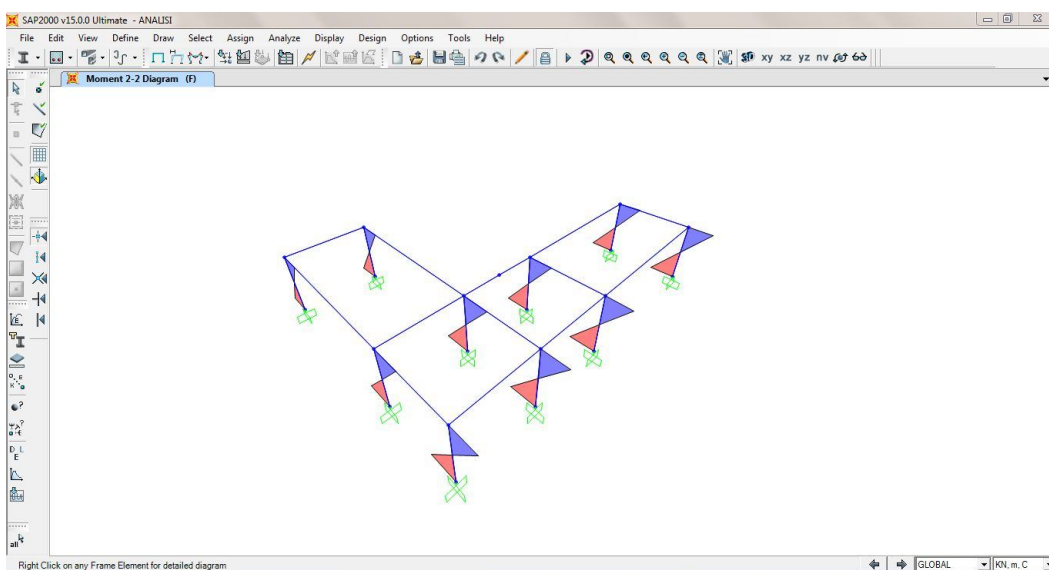 SAP2000 v15.0.0 Ultimate - ANALISI
File Edit View Define Draw Select Assign Analyze Display Design Options Tools Help
xy xz yz nv
Moment 2-2 Diagram (F)
all
Right Click on any Frame Element for detailed diagram
GLOBAL
KN, m, C